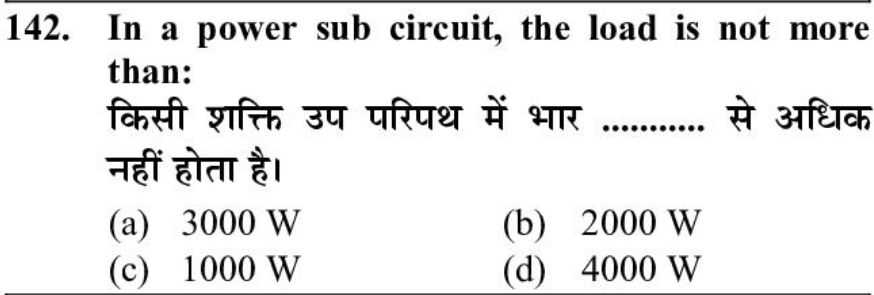 142. In a power sub circuit, the load is not more
than:
किसी शक्ति उप परिपथ में भार ............ से अधिक
नहीं होता है।
(a) 3000 W (b) 2000 W
(c) 1000 W (d) 4000 W